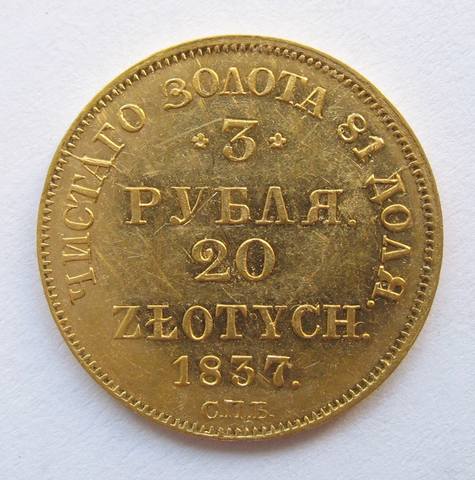 ЧИСТАГО ЗОЛОТА 81 ДОЛЯ.
3
РУБЛЯ.
20
ZŁOTYCH.
1837.
С.П.Б.